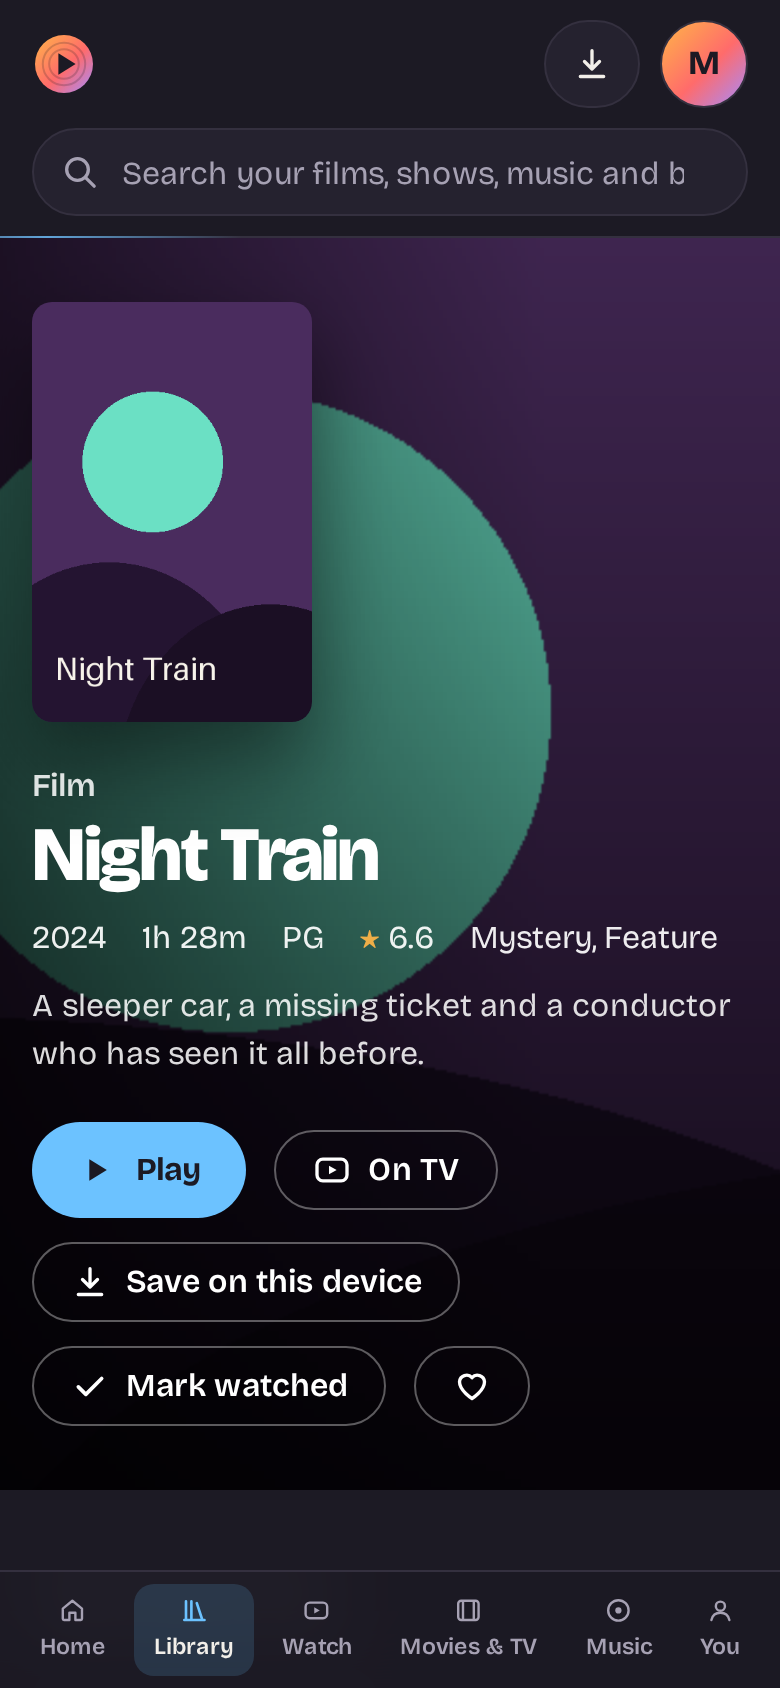 M
Search your films, shows, music and b
Night Train
Film
Night Train
2024 1h 28m PG ★ 6.6 Mystery, Feature
A sleeper car, a missing ticket and a conductor
who has seen it all before.
Play On TV
Save on this device
Mark watched
Home Library Watch Movies & TV Music You